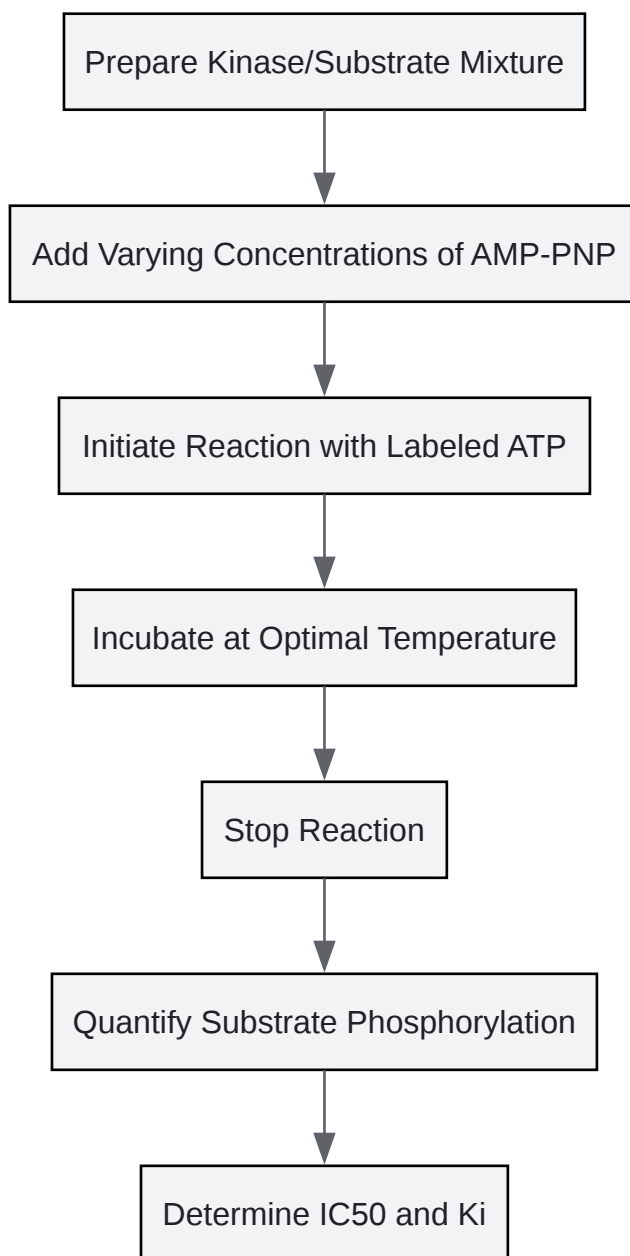 Prepare Kinase/Substrate Mixture
Add Varying Concentrations of AMP-PNP
Initiate Reaction with Labeled ATP
Incubate at Optimal Temperature
Stop Reaction
Quantify Substrate Phosphorylation
Determine IC50 and Ki